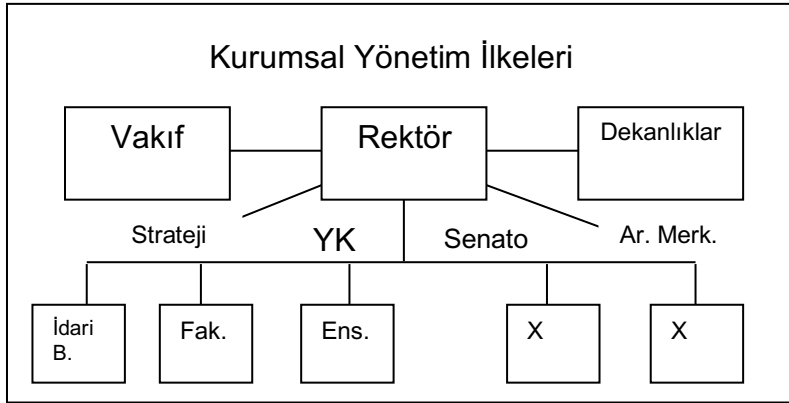 Kurumsal Yönetim İlkeleri
Vakıf
Rektör
Dekanlıklar
Strateji
YK
Senato
Ar. Merk.
İdari
B.
Fak.
Ens.
X
X